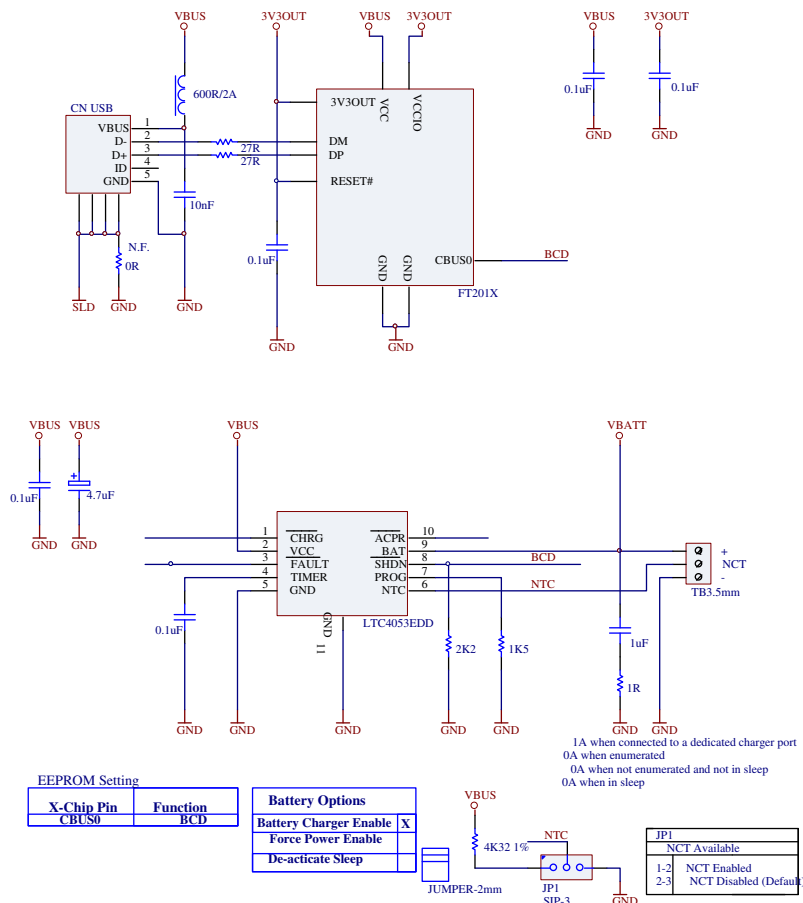 VBUS 3V3OUT VBUS 3V3OUT VBUS 3V3OUT
600R/2A
0.1uF 0.1uF
GND GND
CN USB
VBUS 1
D- 2
D+ 3
ID 4
GND 5
27R
27R
10nF
N.F.
0R
SLD GND GND
3V3OUT
VCC
VCCIO
DM
DP
RESET#
0.1uF
GND
GND
GND
CBUS0
BCD
FT201X
GND
VBUS VBUS VBUS VBATT
0.1uF
4.7uF
GND GND
1 CHRG
2 VCC
3 FAULT
4 TIMER
5 GND
ACPR 10
BAT 9
SHDN 8
PROG 7
NTC 6
GND
11
LTC4053EDD
BCD
NTC
+
NCT
-
TB3.5mm
0.1uF
2K2
1K5
1uF
1R
GND GND GND GND GND GND GND
1A when connected to a dedicated charger port
0A when enumerated
0A when not enumerated and not in sleep
0A when in sleep
EEPROM Setting
X-Chip Pin Function
CBUS0 BCD
Battery Options
Battery Charger Enable X
Force Power Enable
De-acticate Sleep
JUMPER-2mm
VBUS
4K32 1%
NTC
JP1
SIP-3
GND
JP1
NCT Available
1-2 NCT Enabled
2-3 NCT Disabled (Default)